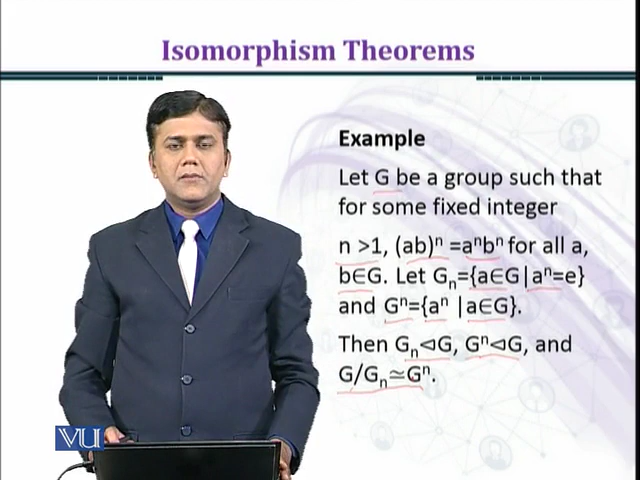 Isomorphism Theorems
Example
Let G be a group such that
for some fixed integer
n >1, (ab)ⁿ =aⁿbⁿ for all a,
b∈G. Let Gₙ={a∈G|aⁿ=e}
and Gⁿ={aⁿ |a∈G}.
Then Gₙ⊲G, Gⁿ⊲G, and
G/Gₙ≃Gⁿ.
VU